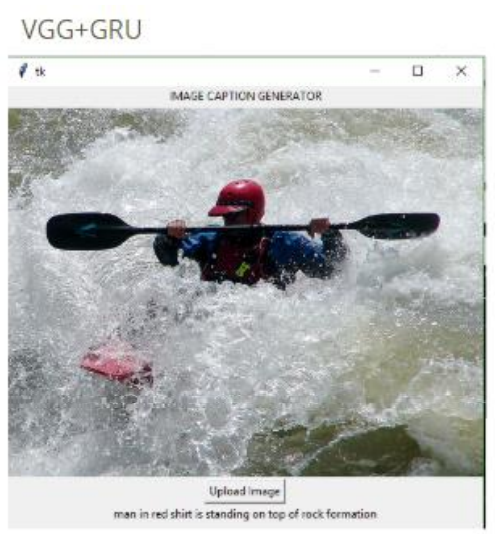 VGG+GRU
tk
IMAGE CAPTION GENERATOR
Upload Image
man in red shirt is standing on top of rock formation